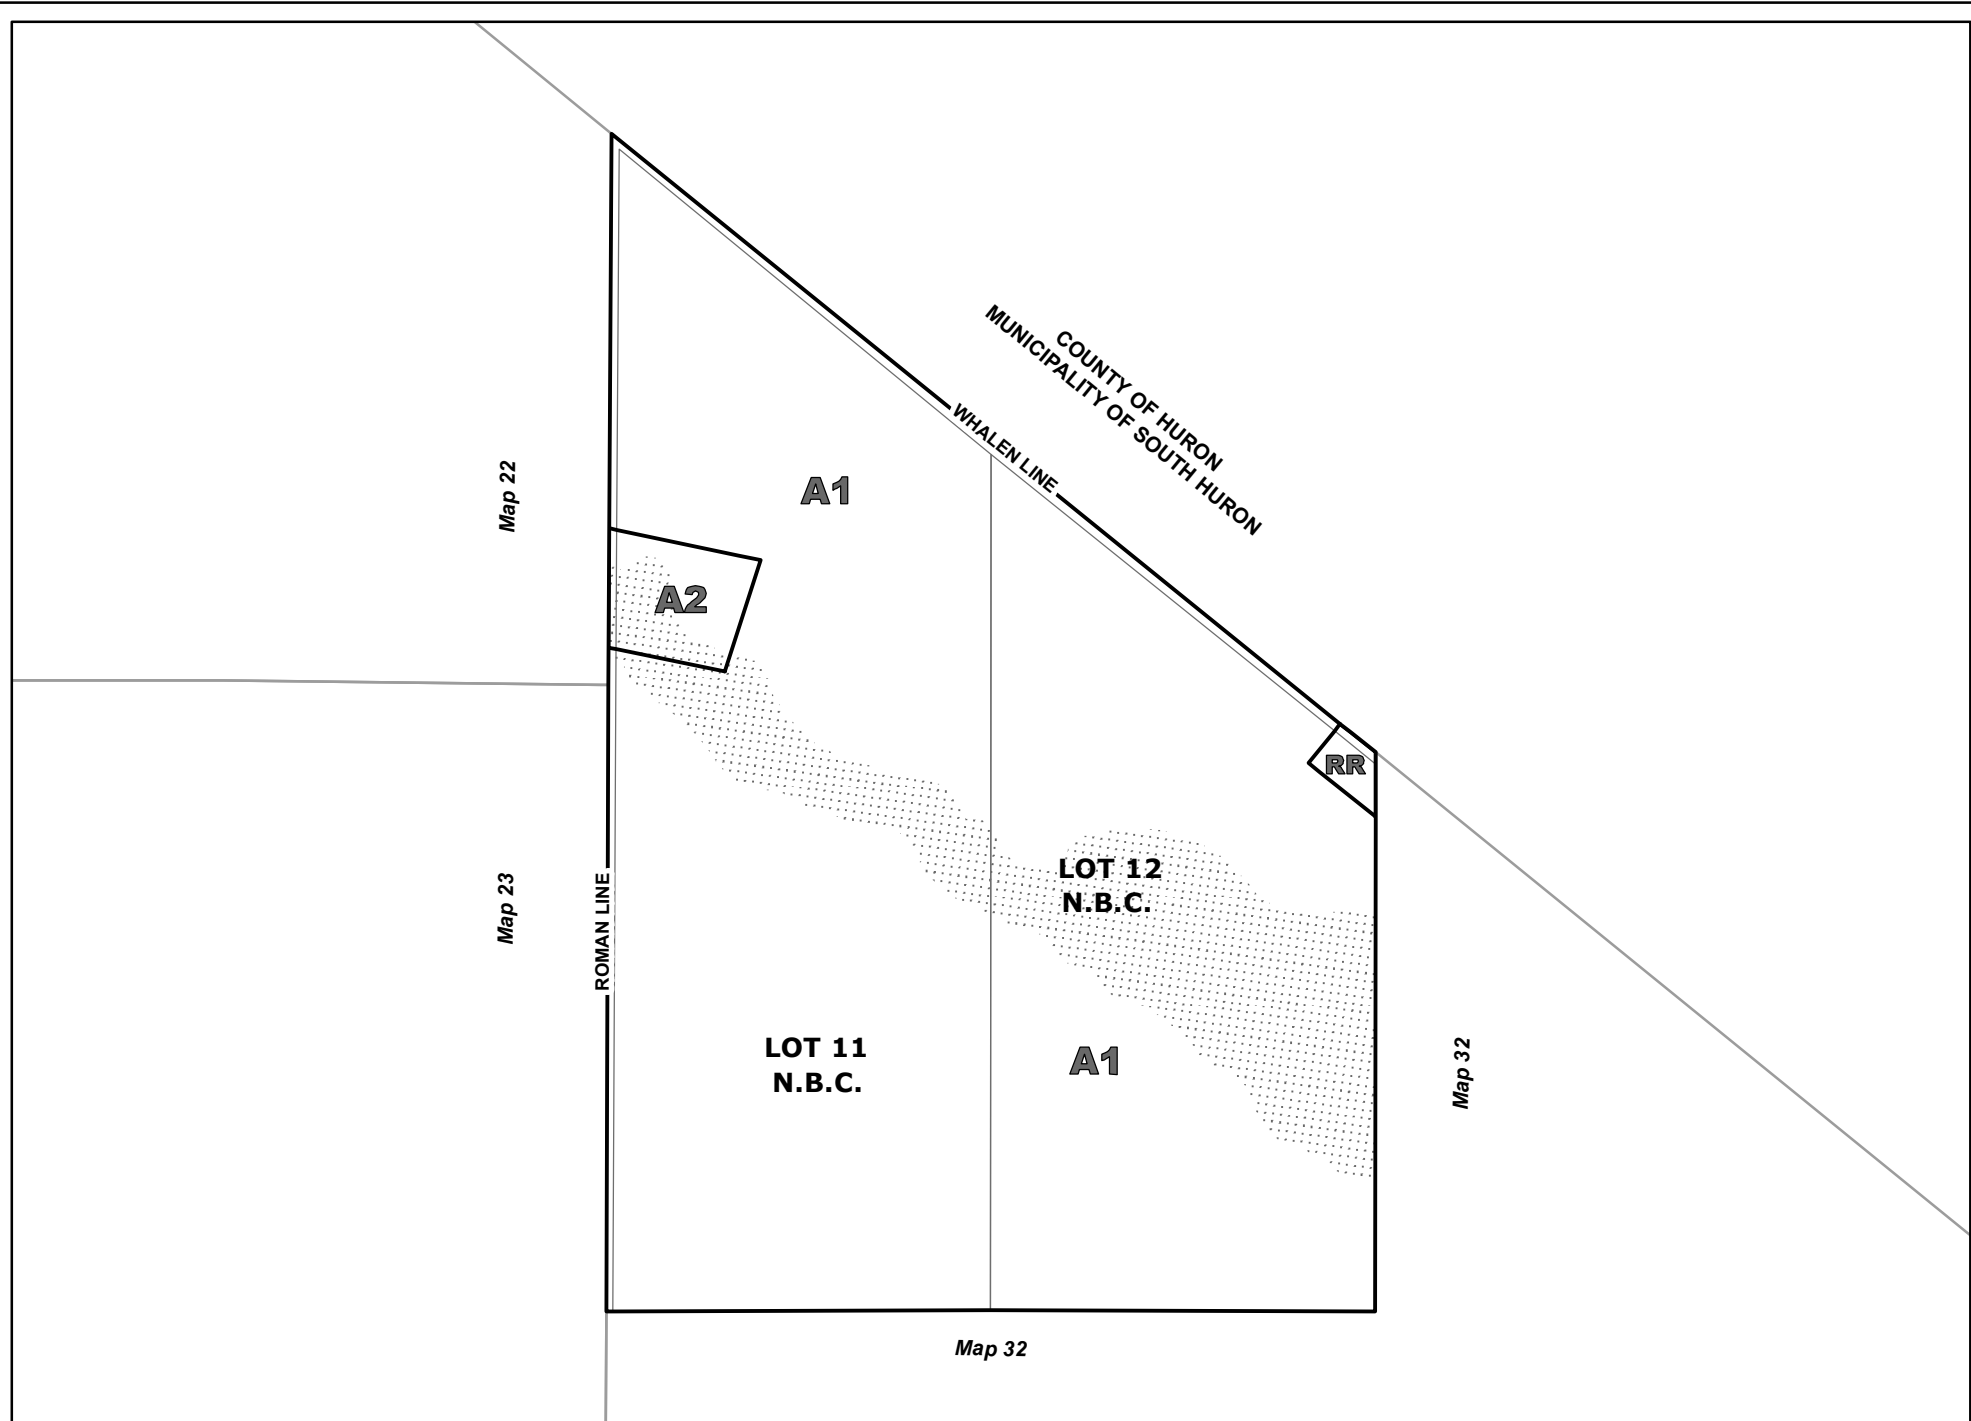 COUNTY OF HURON
MUNICIPALITY OF SOUTH HURON
WHALEN LINE
Map 22
A1
A2
RR
Map 23
ROMAN LINE
LOT 12
N.B.C.
LOT 11
N.B.C.
A1
Map 32
Map 32